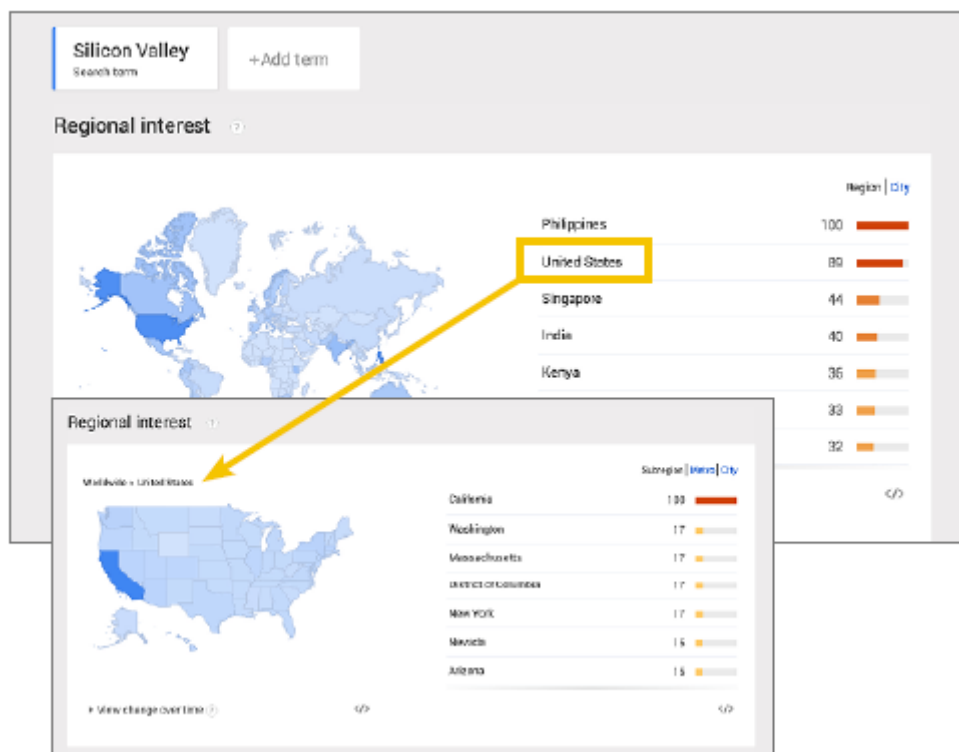 Silicon Valley
Search term
+Add term
Regional interest ?
Region | City
Philippines 100
United States 89
Singapore 44
India 40
Kenya 36
33
32
</>
Regional interest ?
Worldwide > United States
Subregion | Metro | City
California 100
Washington 17
Massachusetts 17
District of Columbia 17
New York 17
Nevada
Arizona
View change over time ?
</>
</>